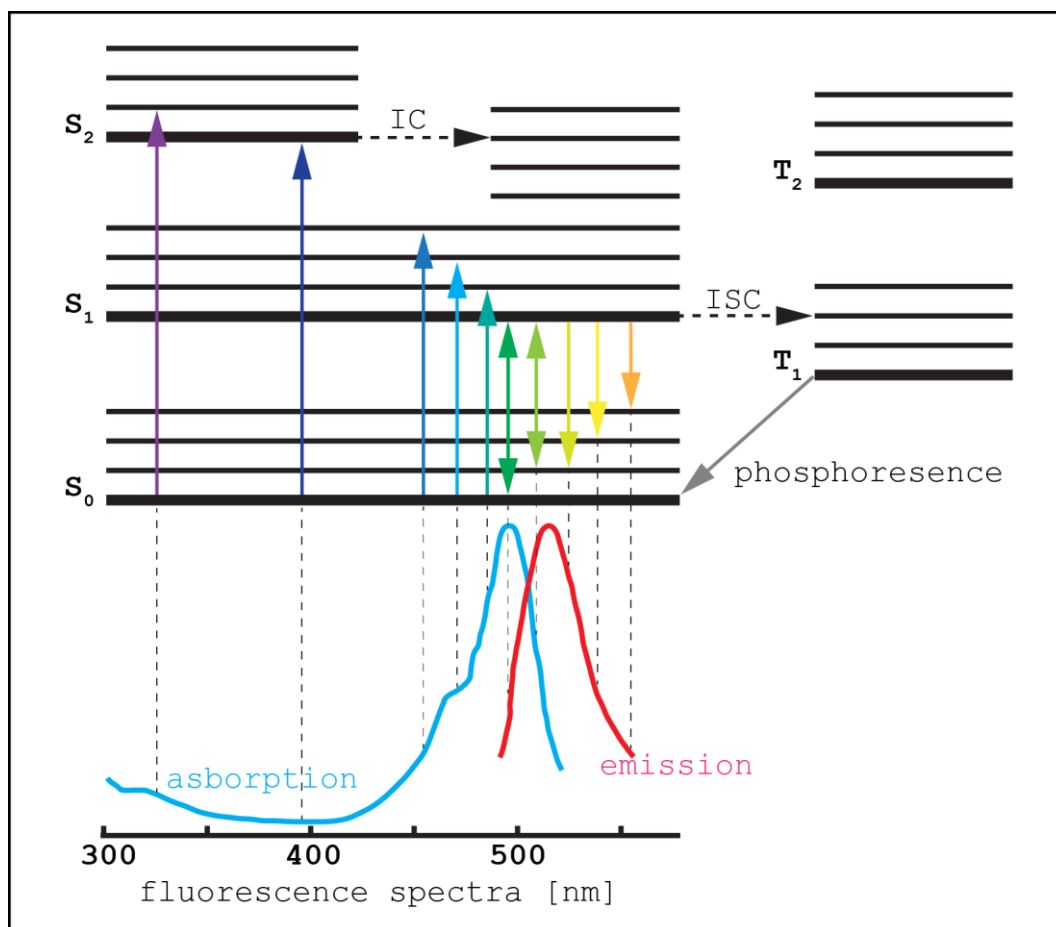 IC
S2
T2
S1
ISC
T1
S0
phosphoresence
asborption
emission
300 400 500
fluorescence spectra [nm]